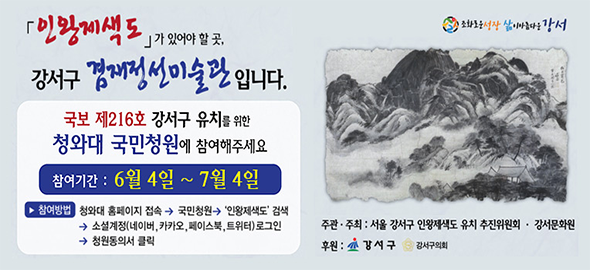 「인왕제색도」가 있어야 할 곳,
강서구 겸재정선미술관입니다.
국보 제216호 강서구 유치를 위한
청와대 국민청원에 참여해주세요
참여기간 : 6월 4일 ~ 7월 4일
▶ 참여방법 청와대 홈페이지 접속 → 국민청원 → '인왕제색도' 검색
→ 소셜계정(네이버, 카카오, 페이스북, 트위터)로그인
→ 청원동의서 클릭
조화로운 성장 삶이 아름다운 강서
주관·주최 : 서울 강서구 인왕제색도 유치 추진위원회 · 강서문화원
후원 : 강서구 강서구의회